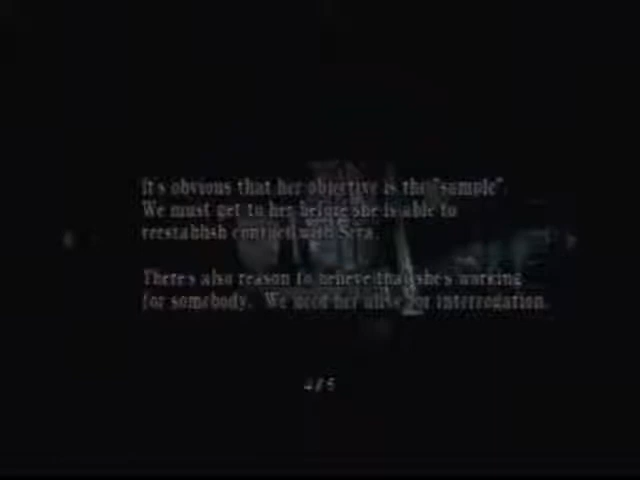 It's obvious that her objective is the "sample".
We must get to her before she is able to
reestablish contact with Sera.
There's also reason to believe that she's working
for somebody. We need her alive for interrogation.
4/5